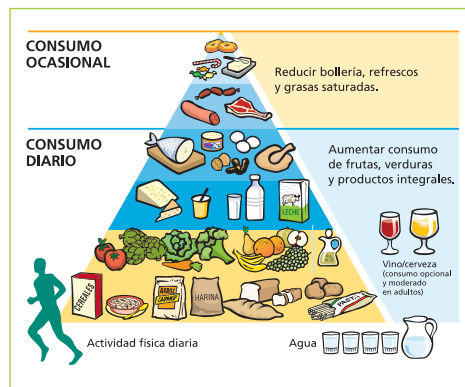 CONSUMO
OCASIONAL
Reducir bollería, refrescos
y grasas saturadas.
CONSUMO
DIARIO
Aumentar consumo
de frutas, verduras
y productos integrales.
LECHE
Vino/cerveza
(consumo opcional
y moderado
en adultos)
CEREALES
ARROZ
HARINA
PASTA
Actividad física diaria
Agua